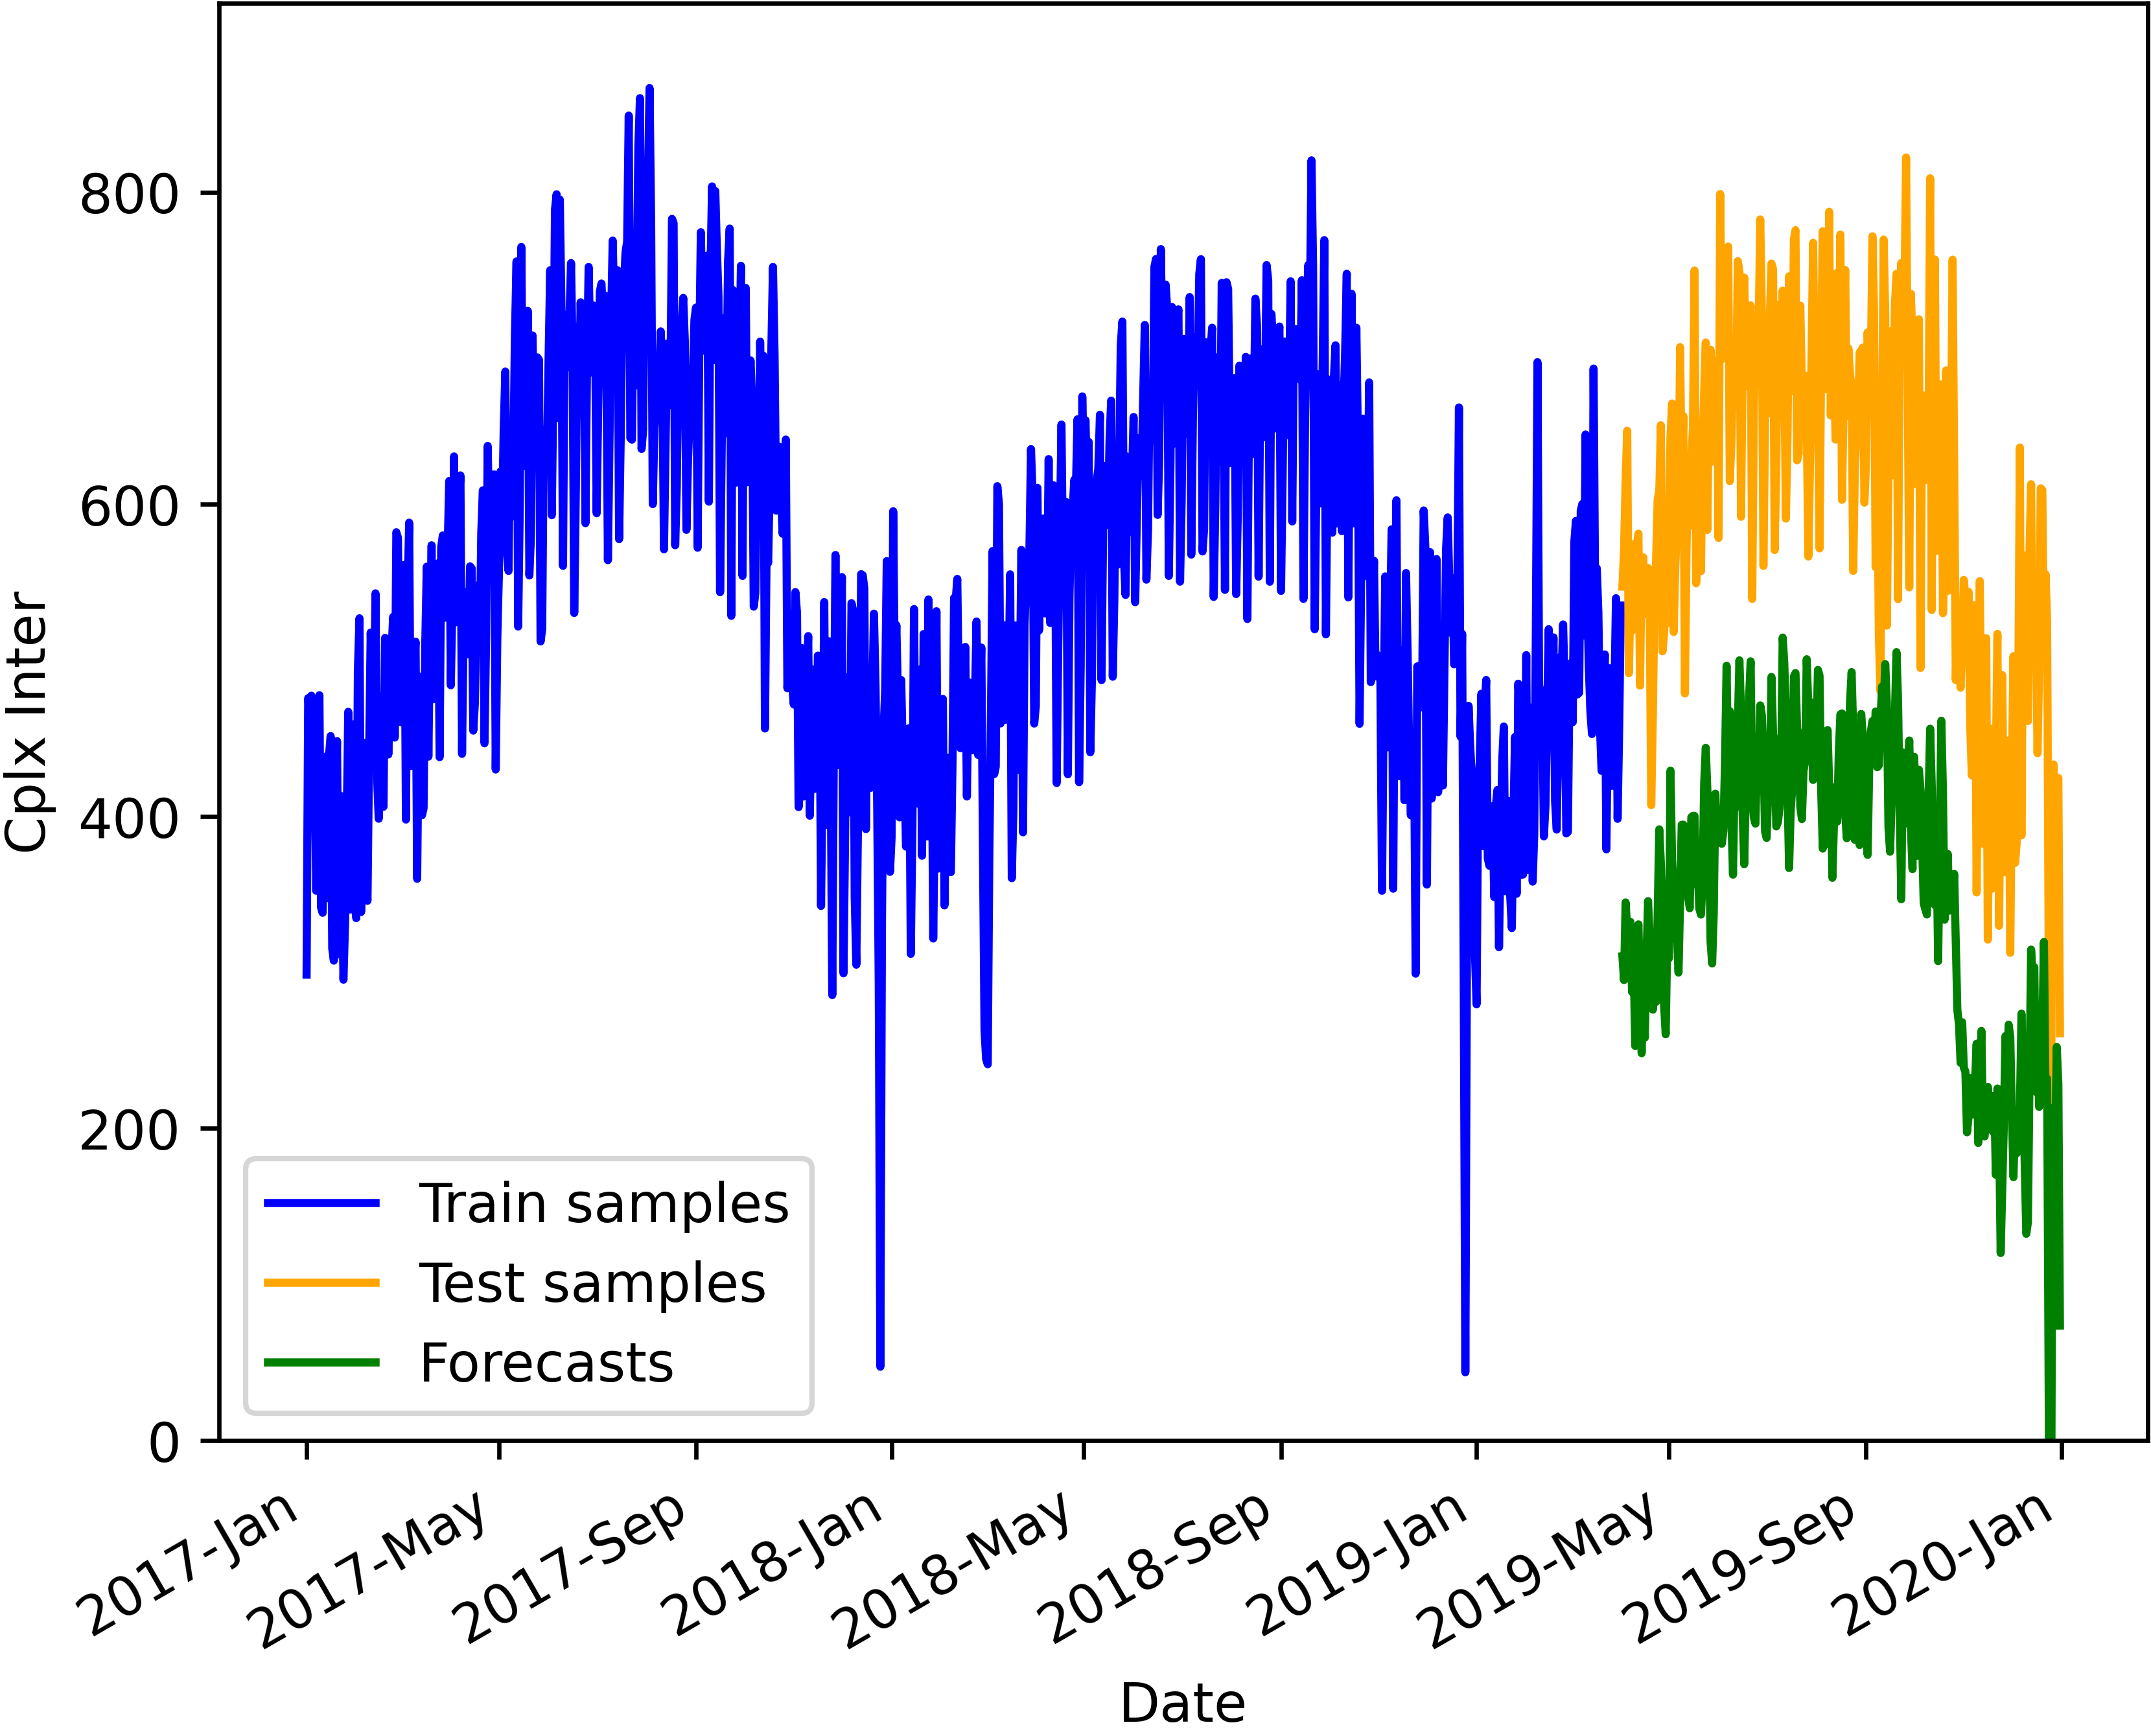 800
600
400
200
0
Cplx Inter
Train samples
Test samples
Forecasts
2017-Jan
2017-May
2017-Sep
2018-Jan
2018-May
2018-Sep
2019-Jan
2019-May
2019-Sep
2020-Jan
Date